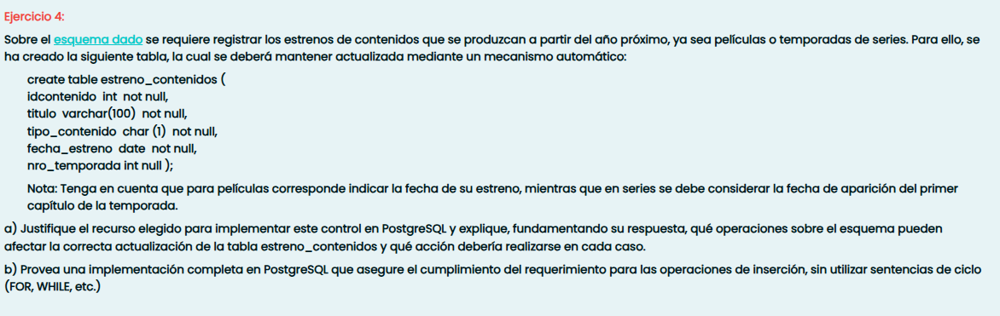 Ejercicio 4:
Sobre el esquema dado se requiere registrar los estrenos de contenidos que se produzcan a partir del año próximo, ya sea películas o temporadas de series. Para ello, se
ha creado la siguiente tabla, la cual se deberá mantener actualizada mediante un mecanismo automático:
create table estreno_contenidos (
idcontenido int not null,
titulo varchar(100) not null,
tipo_contenido char (1) not null,
fecha_estreno date not null,
nro_temporada int null );
Nota: Tenga en cuenta que para películas corresponde indicar la fecha de su estreno, mientras que en series se debe considerar la fecha de aparición del primer
capítulo de la temporada.
a) Justifique el recurso elegido para implementar este control en PostgreSQL y explique, fundamentando su respuesta, qué operaciones sobre el esquema pueden
afectar la correcta actualización de la tabla estreno_contenidos y qué acción debería realizarse en cada caso.
b) Provea una implementación completa en PostgreSQL que asegure el cumplimiento del requerimiento para las operaciones de inserción, sin utilizar sentencias de ciclo
(FOR, WHILE, etc.)